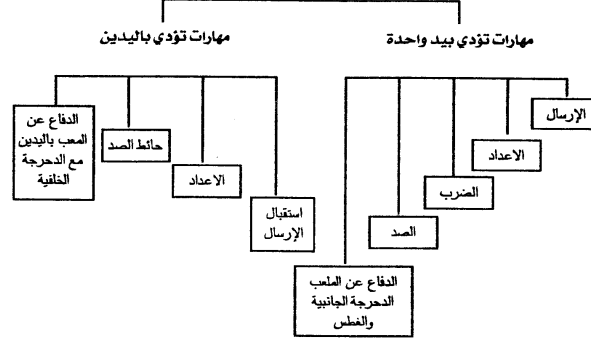 مهارات تؤدي بيد واحدة
الإرسال
الاعداد
الضرب
الصد
الدفاع عن الملعب
الدحرجة الجانبية
والغطس
مهارات تؤدي باليدين
استقبال
الإرسال
الاعداد
حائط الصد
الدفاع عن
المعب باليدين
مع الدحرجة
الخلفية